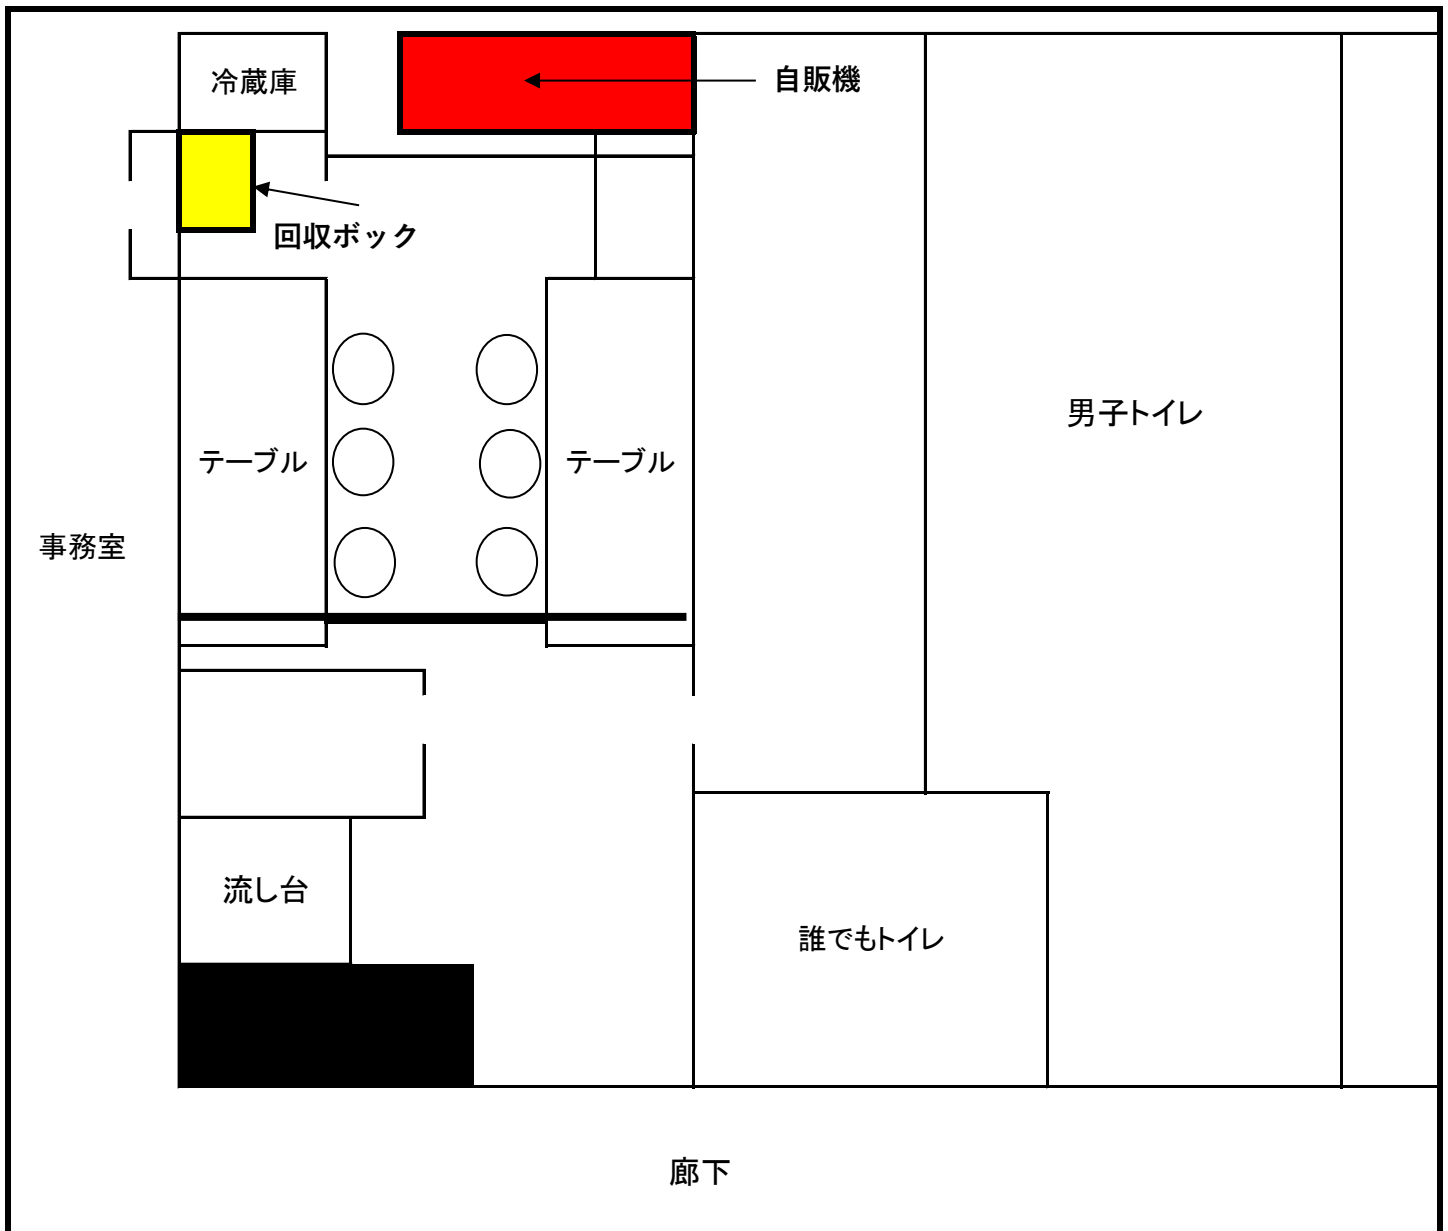 冷蔵庫
自販機
回収ボック
男子トイレ
テーブル
テーブル
事務室
流し台
誰でもトイレ
廊下